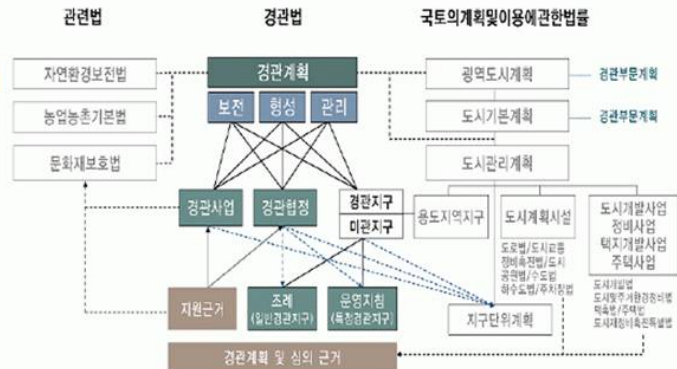 관련법
경관법
국토의계획및이용에관한법률
자연환경보전법
경관계획
광역도시계획
경관부문계획
보전
형성
관리
농업농촌기본법
도시기본계획
경관부문계획
문화재보호법
도시관리계획
경관사업
경관협정
경관지구
미관지구
용도지역지구
도시계획시설
도시개발사업
정비사업
택지개발사업
주택사업
도로법/도시교통
정비촉진법/도시
공원법/수도법
하수도법/주차장법
도시개발법
도시및주거환경정비법
택촉법/주택법
도시재정비촉진특별법
지원근거
조례
(일반경관지구)
운영지침
(특정경관지구)
지구단위계획
경관계획 및 심의 근거